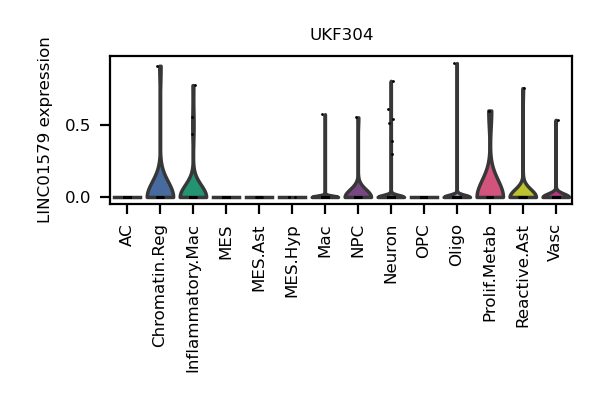 UKF304
LINC01579 expression
0.5
0.0
AC
Chromatin.Reg
Inflammatory.Mac
MES
MES.Ast
MES.Hyp
Mac
NPC
Neuron
OPC
Oligo
Prolif.Metab
Reactive.Ast
Vasc